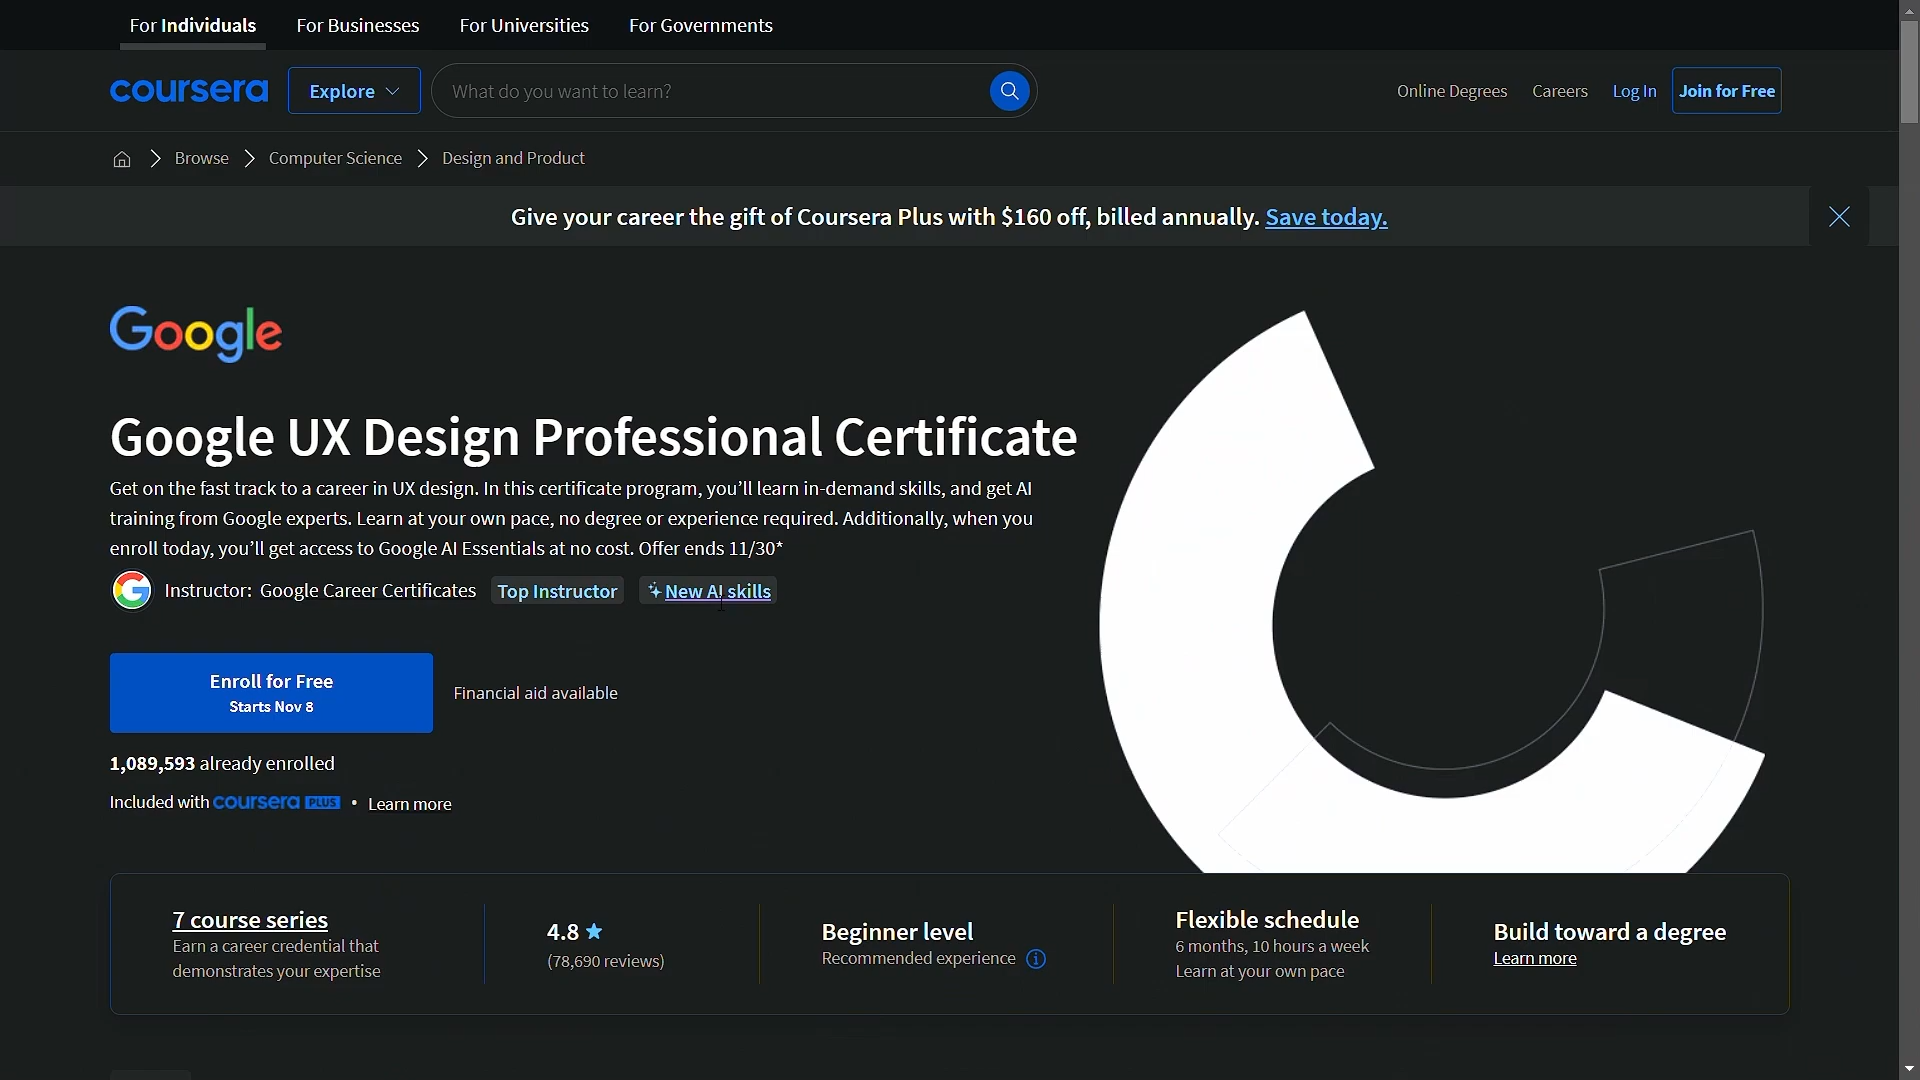 For Individuals
For Businesses
For Universities
For Governments
coursera
Explore
What do you want to learn?
Online Degrees
Careers
Log In
Join for Free
Browse
Computer Science
Design and Product
Give your career the gift of Coursera Plus with $160 off, billed annually. Save today.
Google
Google UX Design Professional Certificate
Get on the fast track to a career in UX design. In this certificate program, you’ll learn in-demand skills, and get AI
training from Google experts. Learn at your own pace, no degree or experience required. Additionally, when you
enroll today, you’ll get access to Google AI Essentials at no cost. Offer ends 11/30*
Instructor: Google Career Certificates
Top Instructor
New AI skills
Enroll for Free
Starts Nov 8
Financial aid available
1,089,593 already enrolled
Included with coursera PLUS • Learn more
7 course series
Earn a career credential that
demonstrates your expertise
4.8
(78,690 reviews)
Beginner level
Recommended experience
Flexible schedule
6 months, 10 hours a week
Learn at your own pace
Build toward a degree
Learn more